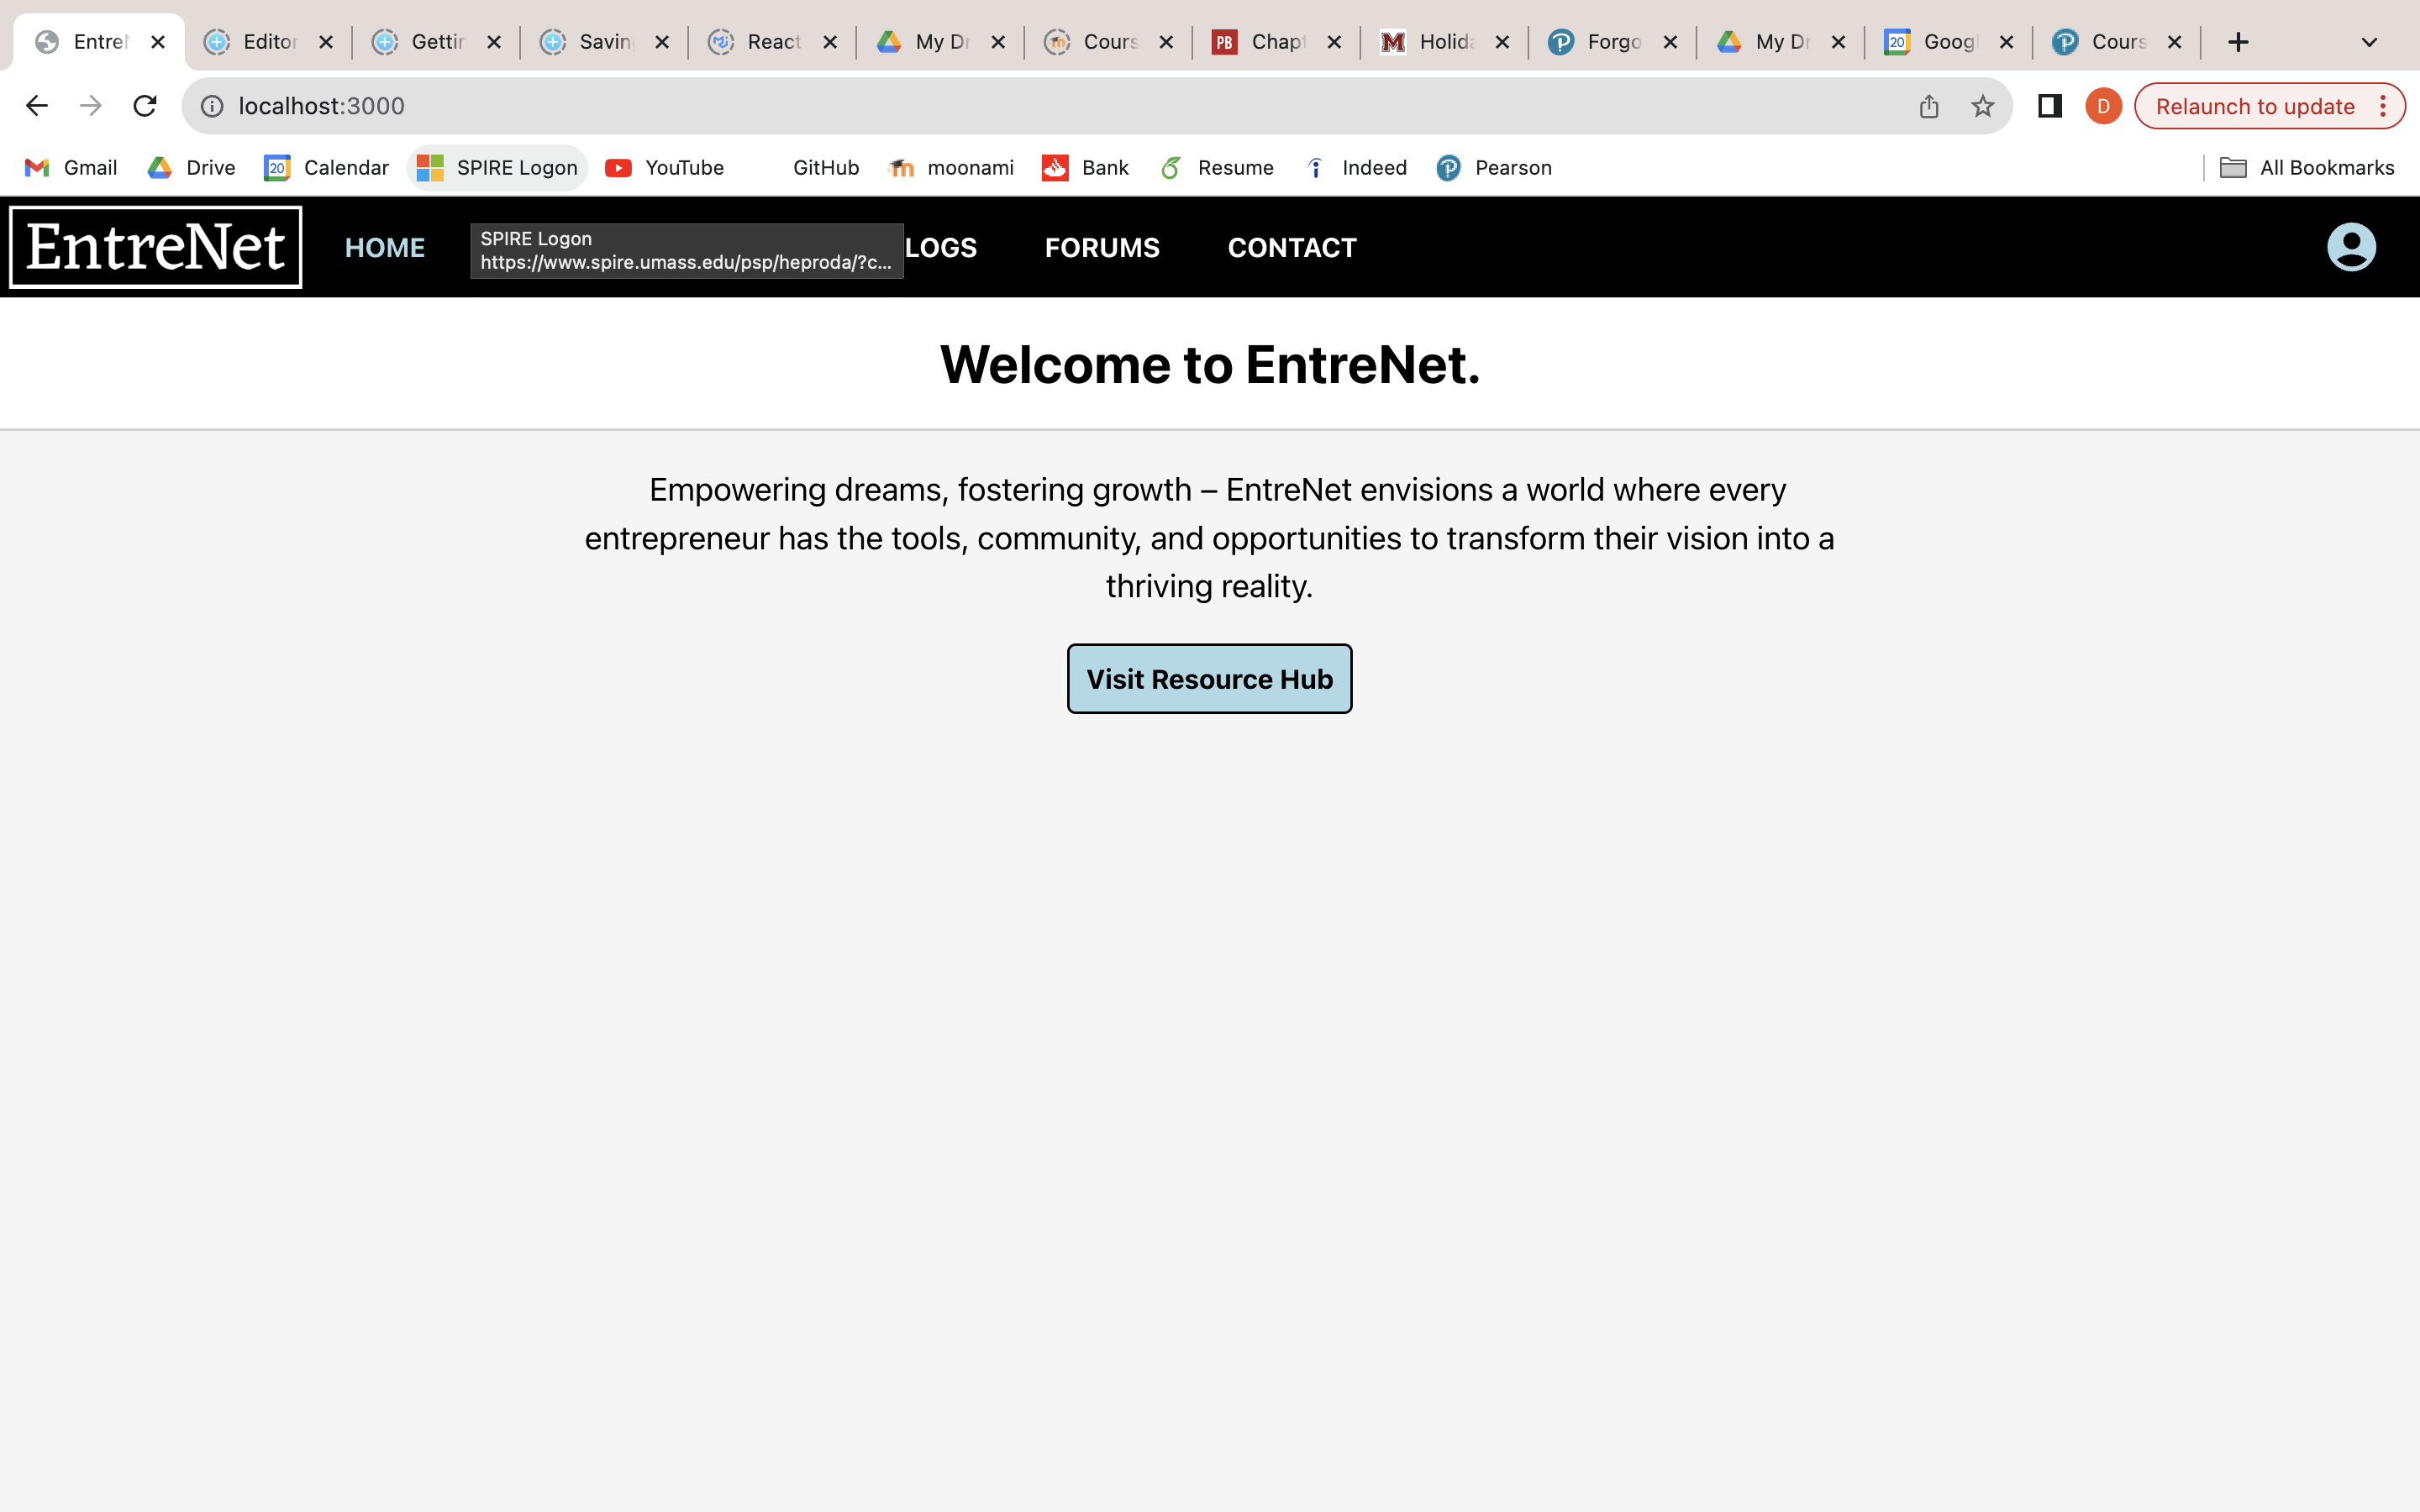 Entre
Editor
Gettin
Savin
React
My Dr
Cours
Chapt
Holida
Forgo
My Dr
Googl
Cours
localhost:3000
D
Relaunch to update
Gmail
Drive
20
Calendar
SPIRE Logon
YouTube
GitHub
moonami
Bank
Resume
Indeed
Pearson
All Bookmarks
EntreNet
HOME
SPIRE Logon
https://www.spire.umass.edu/psp/heproda/?c...
LOGS
FORUMS
CONTACT
Welcome to EntreNet.
Empowering dreams, fostering growth – EntreNet envisions a world where every
entrepreneur has the tools, community, and opportunities to transform their vision into a
thriving reality.
Visit Resource Hub